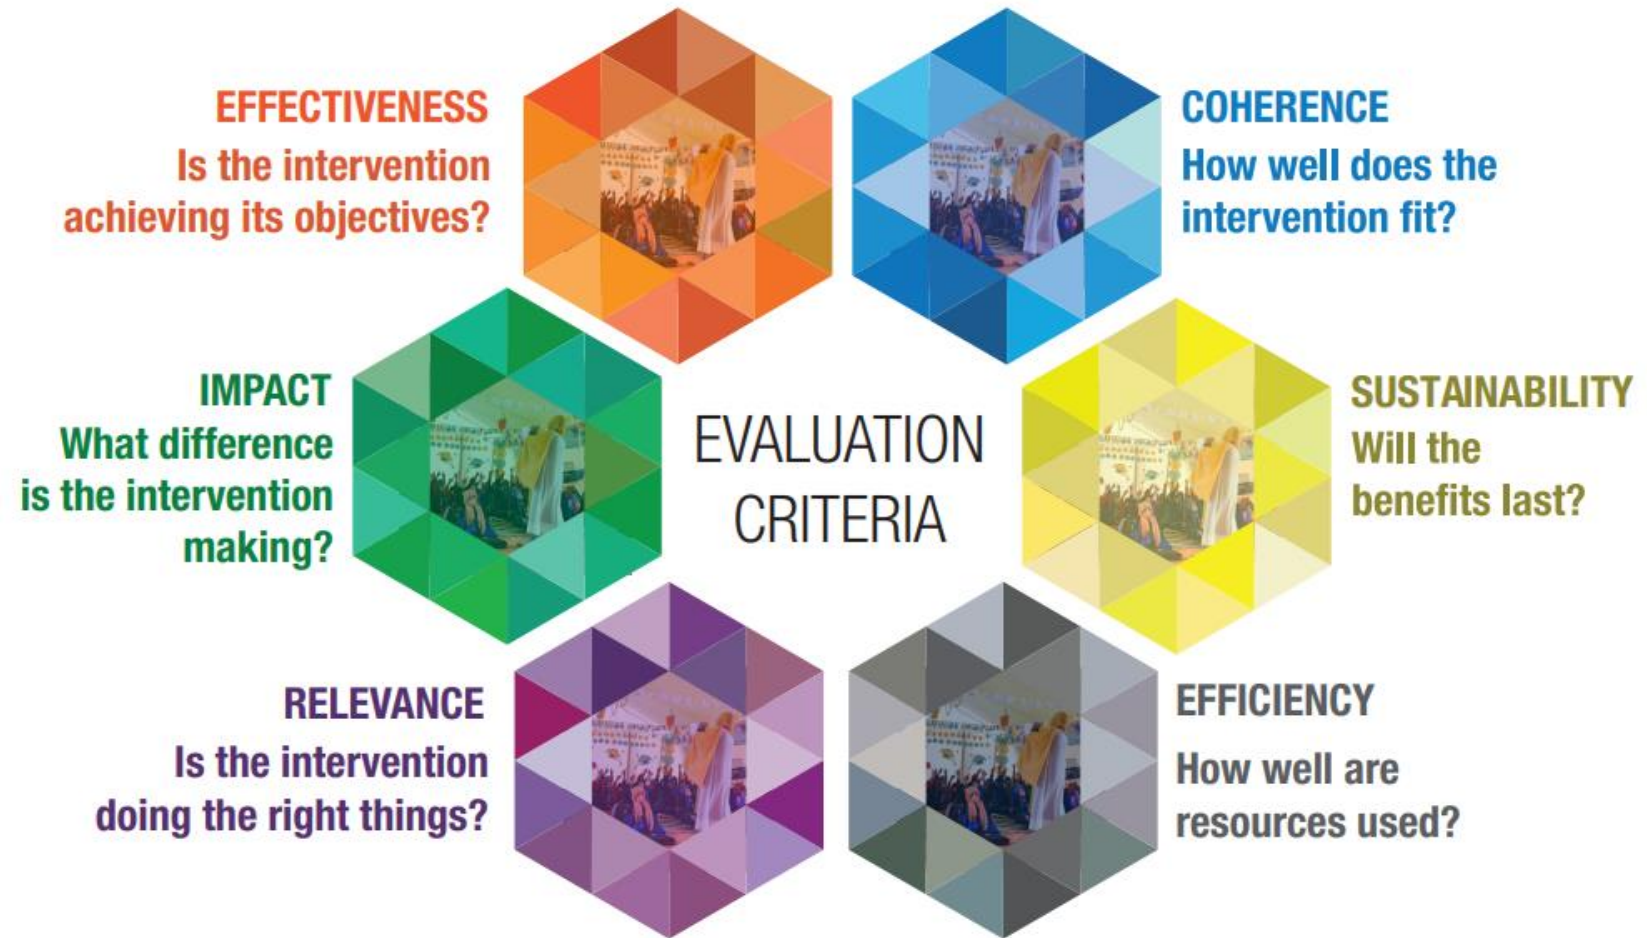 EFFECTIVENESS
Is the intervention
achieving its objectives?
COHERENCE
How well does the
intervention fit?
IMPACT
What difference
is the intervention
making?
EVALUATION
CRITERIA
SUSTAINABILITY
Will the
benefits last?
RELEVANCE
Is the intervention
doing the right things?
EFFICIENCY
How well are
resources used?